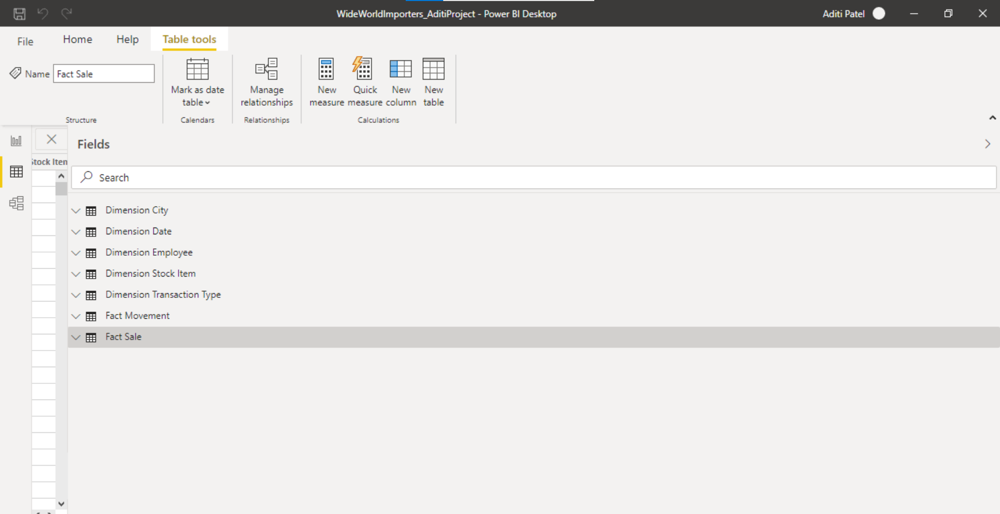 WideWorldImporters_AditiProject - Power BI Desktop
Aditi Patel
File
Home
Help
Table tools
Name
Fact Sale
Mark as date
table
Manage
relationships
New
measure
Quick
measure
New
column
New
table
Structure
Calendars
Relationships
Calculations
Fields
Stock Iten
Search
Dimension City
Dimension Date
Dimension Employee
Dimension Stock Item
Dimension Transaction Type
Fact Movement
Fact Sale